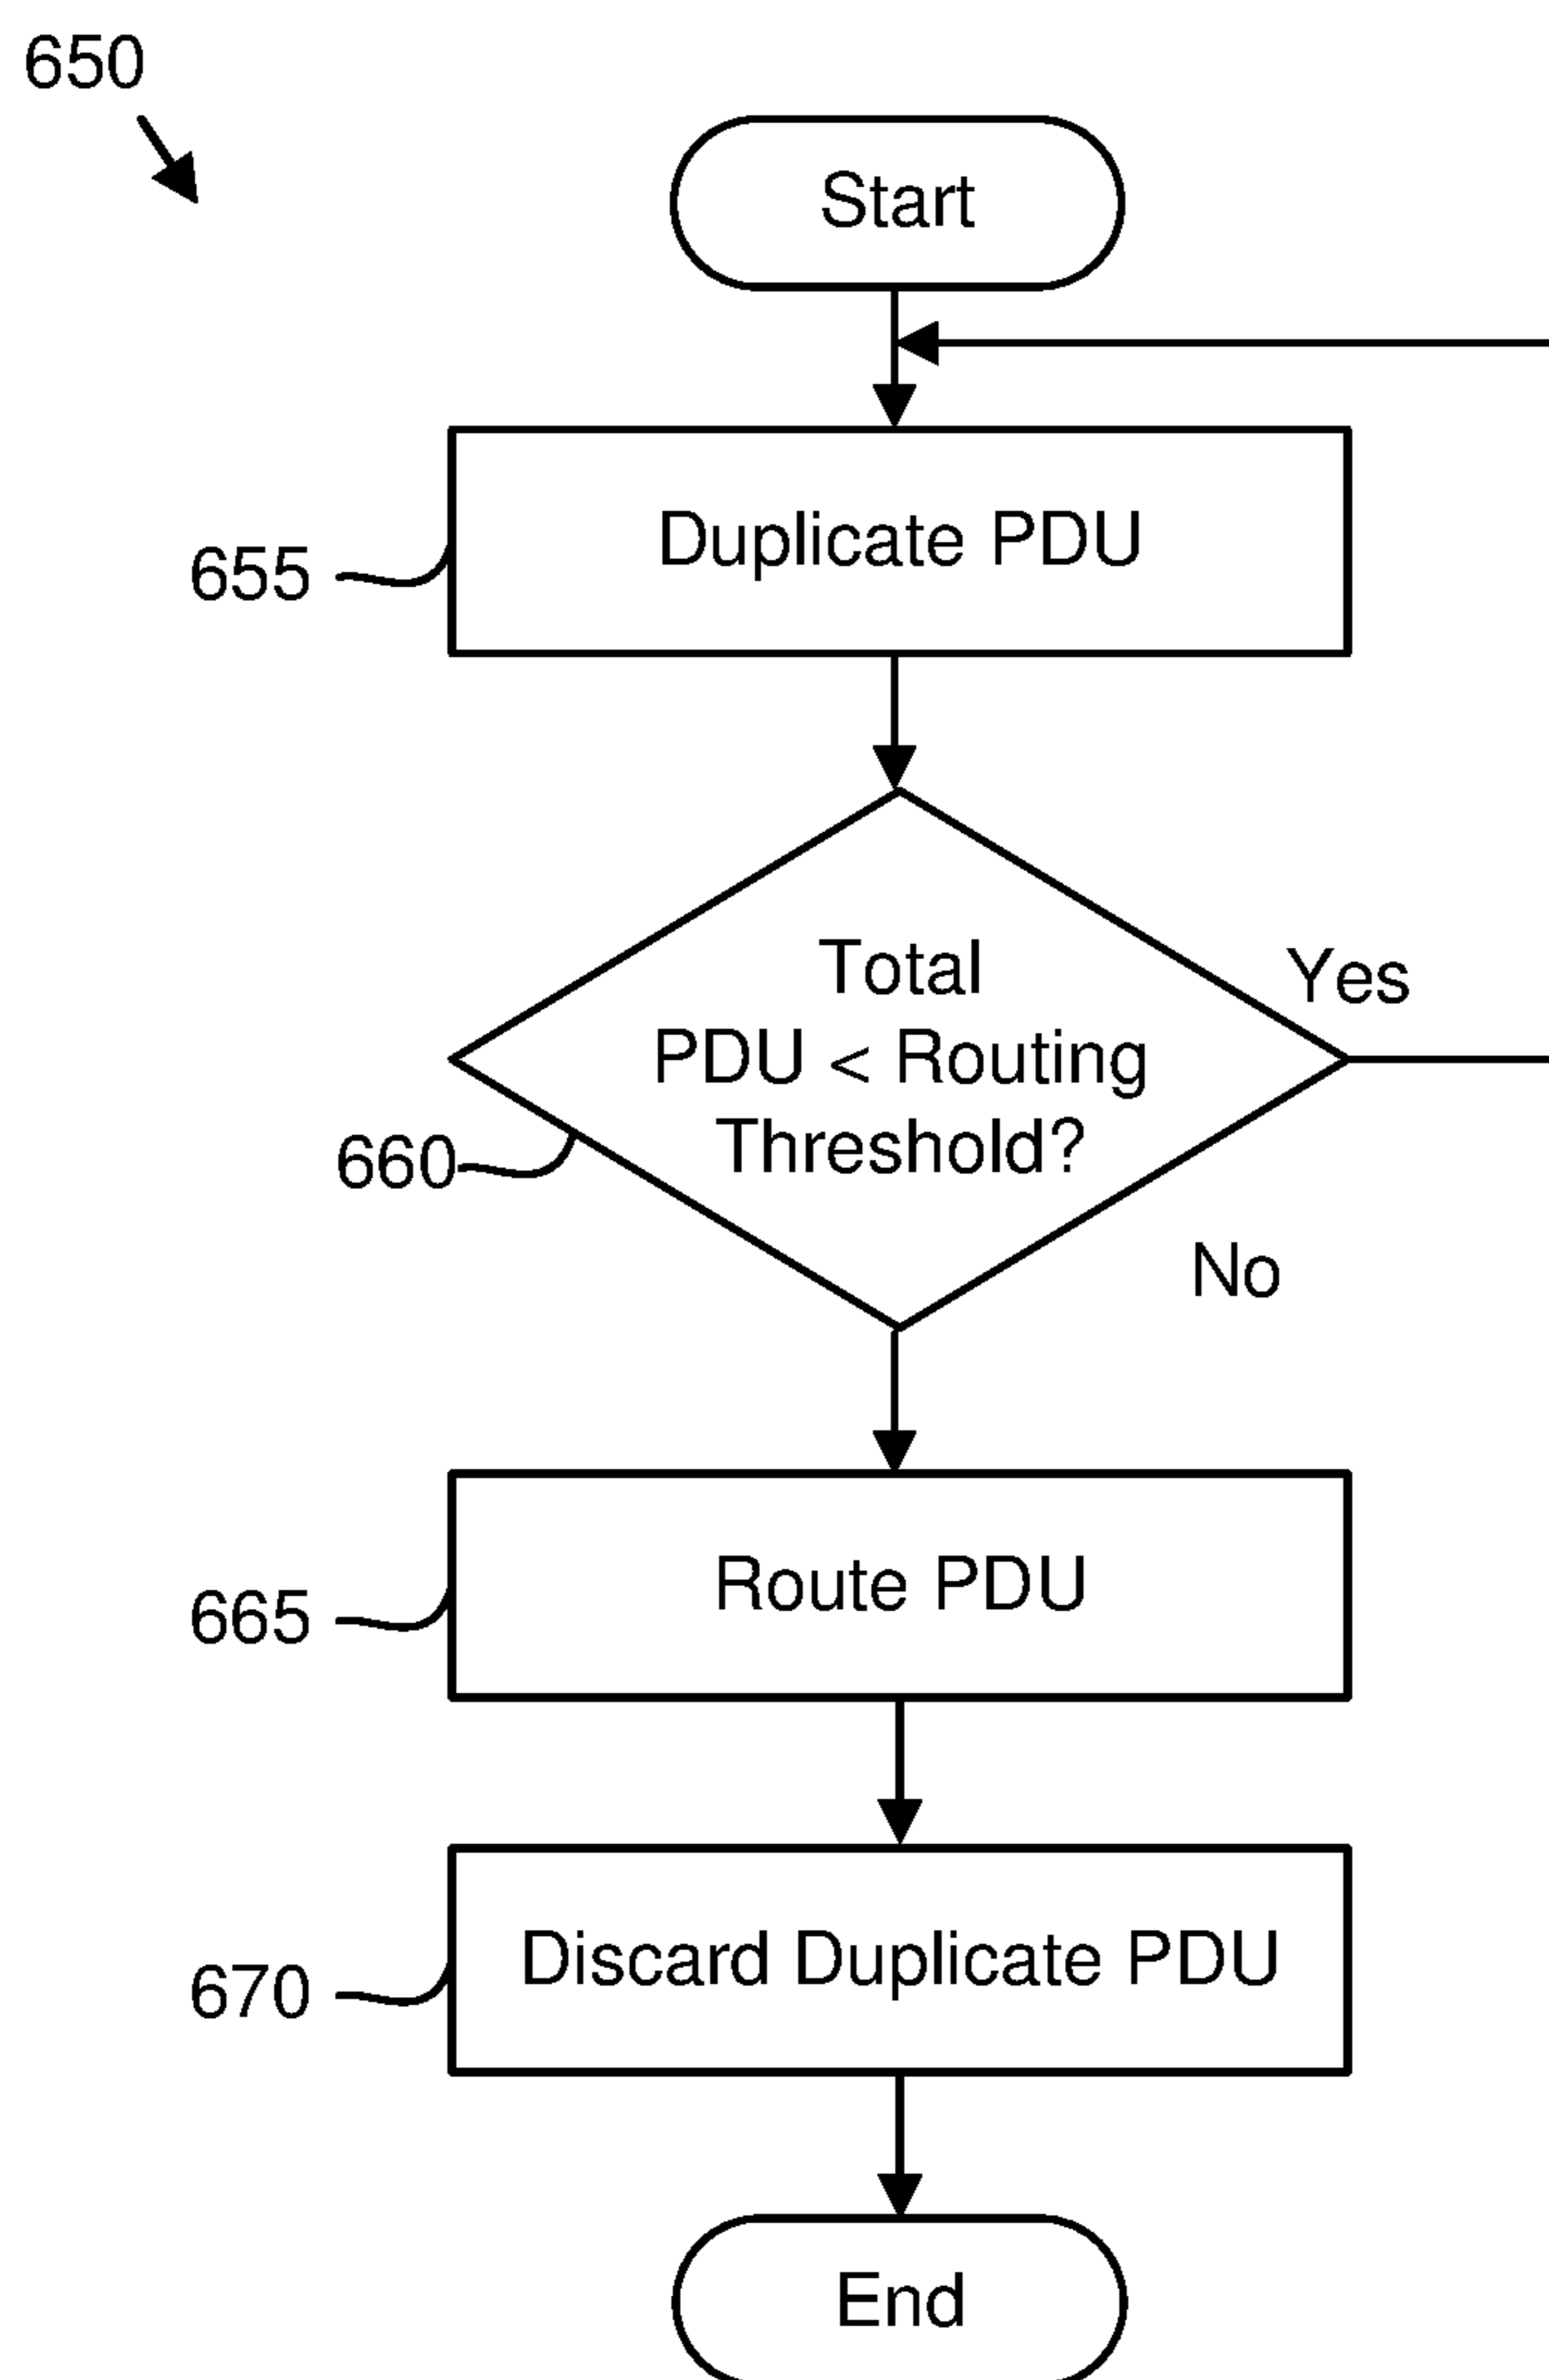 650
Start
Duplicate PDU
655
Total
PDU < Routing
Threshold?
Yes
660
No
Route PDU
665
Discard Duplicate PDU
670
End